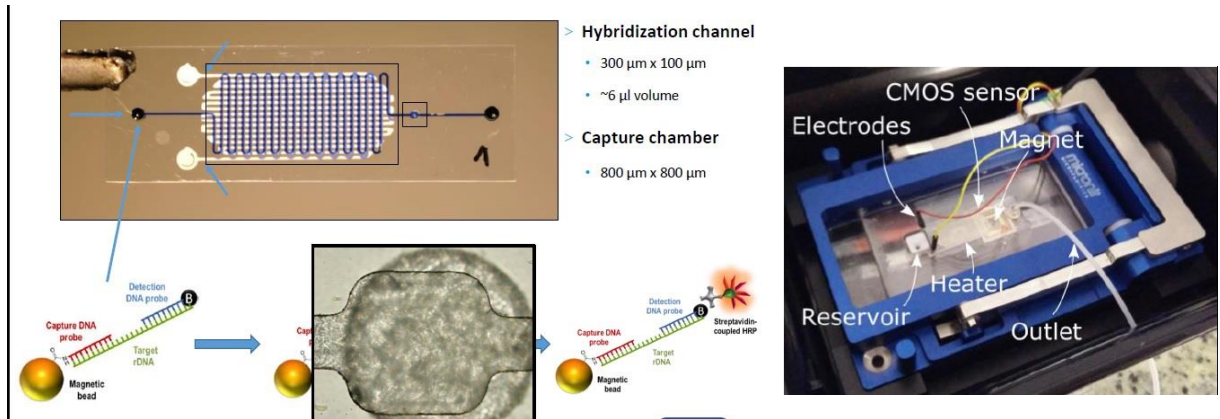 > Hybridization channel
• 300 µm x 100 µm
• ~6 µl volume
> Capture chamber
• 800 µm x 800 µm
1
CMOS sensor
Electrodes
Magnet
micronit
Heater
Reservoir
Outlet
Detection
DNA probe
B
Capture DNA
probe
Target
rDNA
Magnetic
bead
Detection
DNA probe
B
Streptavidin-
coupled HRP
Capture DNA
probe
Target
rDNA
Magnetic
bead